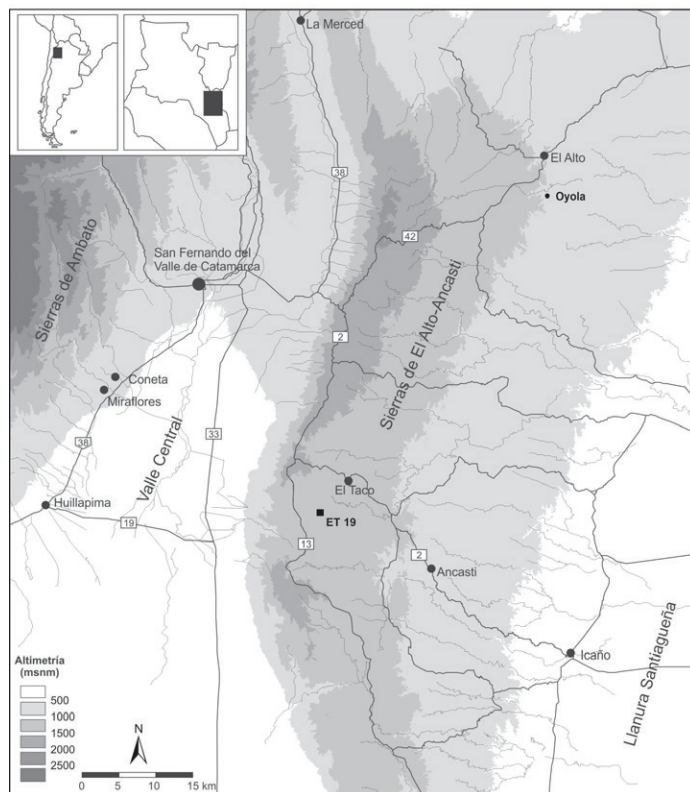 La Merced
38
El Alto
Oyola
42
Sierras de Ambato
San Fernando del
Valle de Catamarca
2
Sierras de El Alto-Ancasti
Coneta
Miraflores
Valle Central
38
33
El Taco
Huillapima
19
ET 19
13
2
Ancasti
Icaño
Llanura Santiagueña
Altimetría
(msnm)
500
1000
1500
2000
2500
N
0 5 10 15 km